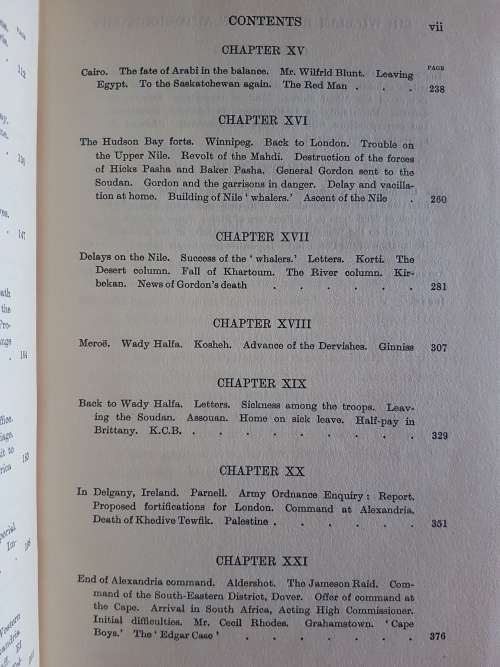 CONTENTS
vii
CHAPTER XV
PAGE
Cairo. The fate of Arabi in the balance. Mr. Wilfrid Blunt. Leaving
Egypt. To the Saskatchewan again. The Red Man . . . 238
CHAPTER XVI
The Hudson Bay forts. Winnipeg. Back to London. Trouble on
the Upper Nile. Revolt of the Mahdi. Destruction of the forces
of Hicks Pasha and Baker Pasha. General Gordon sent to the
Soudan. Gordon and the garrisons in danger. Delay and vacilla-
tion at home. Building of Nile ‘whalers.’ Ascent of the Nile . 260
CHAPTER XVII
Delays on the Nile. Success of the ‘whalers.’ Letters. Korti. The
Desert column. Fall of Khartoum. The River column. Kir-
bekan. News of Gordon's death . . . . . 281
CHAPTER XVIII
Meroë. Wady Halfa. Kosheh. Advance of the Dervishes. Ginniss 307
CHAPTER XIX
Back to Wady Halfa. Letters. Sickness among the troops. Leav-
ing the Soudan. Assouan. Home on sick leave. Half-pay in
Brittany. K.C.B. . . . . . . . 329
CHAPTER XX
In Delgany, Ireland. Parnell. Army Ordnance Enquiry: Report.
Proposed fortifications for London. Command at Alexandria.
Death of Khedive Tewfik. Palestine . . . . . 351
CHAPTER XXI
End of Alexandria command. Aldershot. The Jameson Raid. Com-
mand of the South-Eastern District, Dover. Offer of command at
the Cape. Arrival in South Africa, Acting High Commissioner.
Initial difficulties. Mr. Cecil Rhodes. Grahamstown. ‘Cape
Boys.’ The ‘Edgar Case’ . . . . . 376